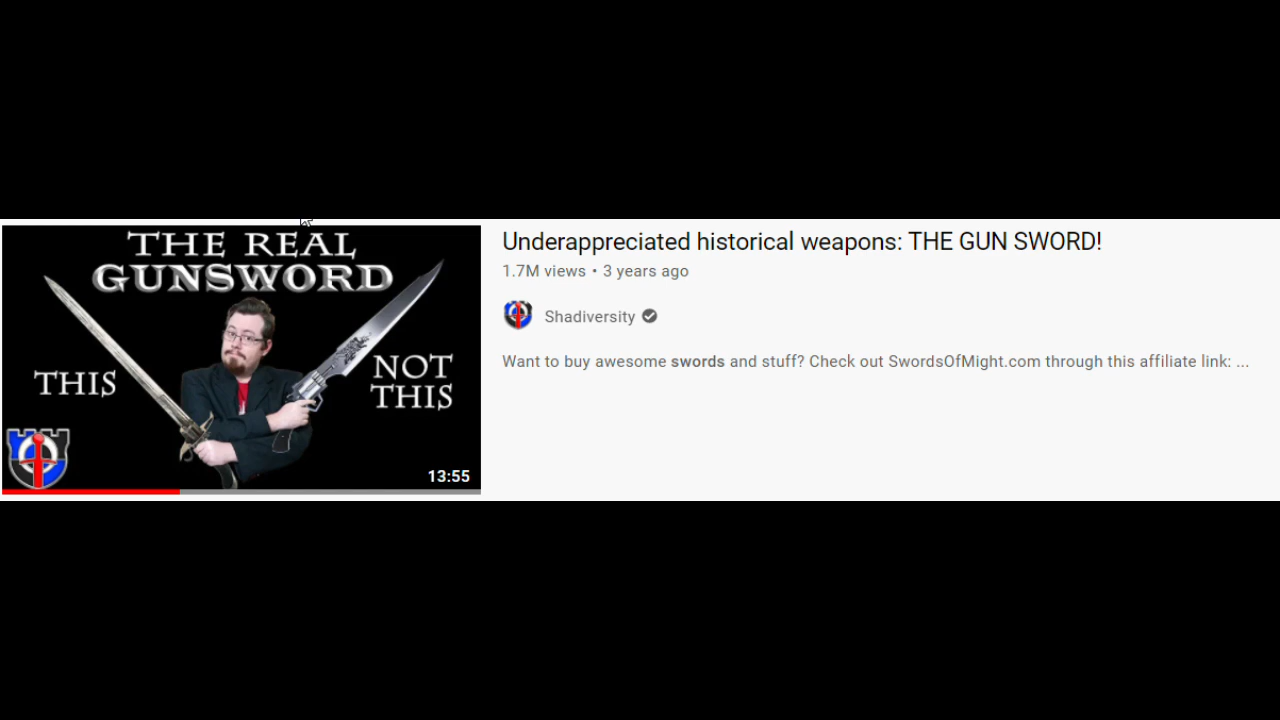 THE REAL
GUNSWORD
THIS
NOT
THIS
13:55
Underappreciated historical weapons: THE GUN SWORD!
1.7M views • 3 years ago
Shadiversity
Want to buy awesome swords and stuff? Check out SwordsOfMight.com through this affiliate link: ...